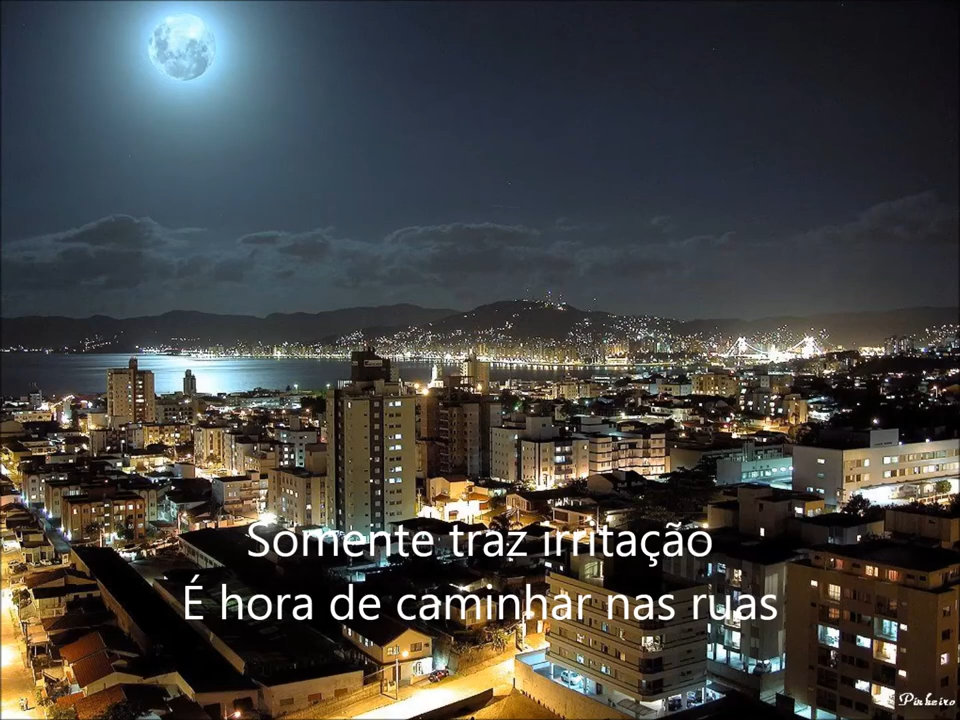 Somente traz irritação
É hora de caminhar nas ruas
Pinheiro